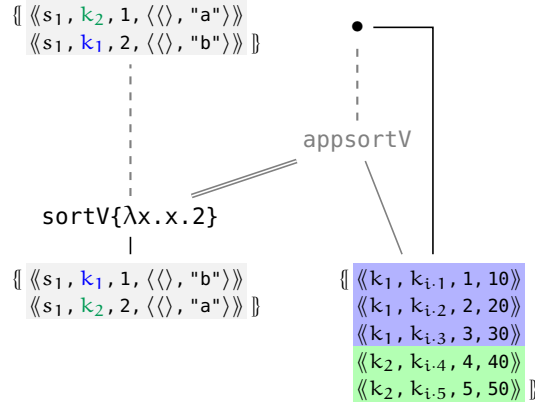 ⦃ ⟪s₁, k₂, 1, ⟨⟨⟩, "a"⟩⟫
⟪s₁, k₁, 2, ⟨⟨⟩, "b"⟩⟫ ⦄
appsortV
sortV{λx.x.2}
⦃ ⟪s₁, k₁, 1, ⟨⟨⟩, "b"⟩⟫
⟪s₁, k₂, 2, ⟨⟨⟩, "a"⟩⟫ ⦄
⦃ ⟪k₁, kᵢ.₁, 1, 10⟫
⟪k₁, kᵢ.₂, 2, 20⟫
⟪k₁, kᵢ.₃, 3, 30⟫
⟪k₂, kᵢ.₄, 4, 40⟫
⟪k₂, kᵢ.₅, 5, 50⟫ ⦄